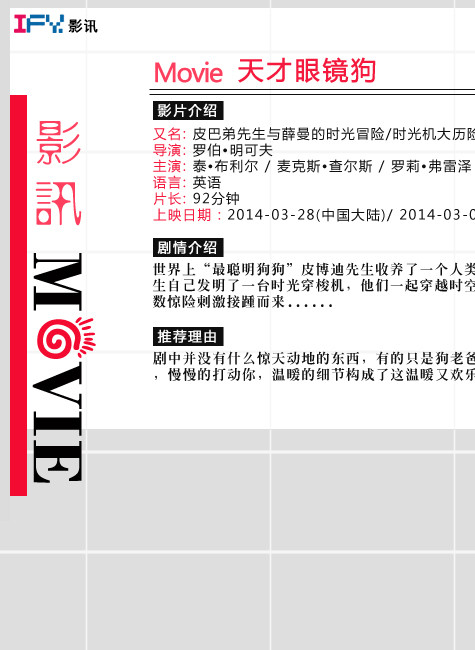 IFY.影讯
Movie 天才眼镜狗
影訊
MOVIE
影片介绍
又名: 皮巴弟先生与薛曼的时光冒险/时光机大历险
导演: 罗伯•明可夫
主演: 泰•布利尔 / 麦克斯•查尔斯 / 罗莉•弗雷泽
语言: 英语
片长: 92分钟
上映日期 : 2014-03-28(中国大陆)/ 2014-03-0
剧情介绍
世界上“最聪明狗狗”皮博迪先生收养了一个人类
生自己发明了一台时光穿梭机, 他们一起穿越时空
数惊险刺激接踵而来......
推荐理由
剧中并没有什么惊天动地的东西, 有的只是狗老爸
, 慢慢的打动你, 温暖的细节构成了这温暖又欢乐